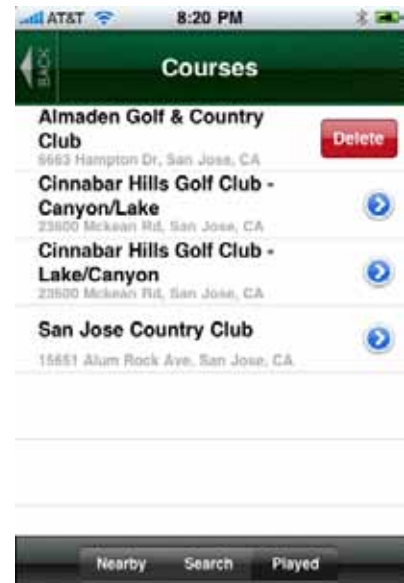 AT&T 8:20 PM
BACK
Courses
Almaden Golf & Country
Club
Delete
6663 Hampton Dr, San Jose, CA
Cinnabar Hills Golf Club -
Canyon/Lake
23600 Mckean Rd, San Jose, CA
Cinnabar Hills Golf Club -
Lake/Canyon
23600 Mckean Rd, San Jose, CA
San Jose Country Club
15651 Alum Rock Ave, San Jose, CA
Nearby Search Played